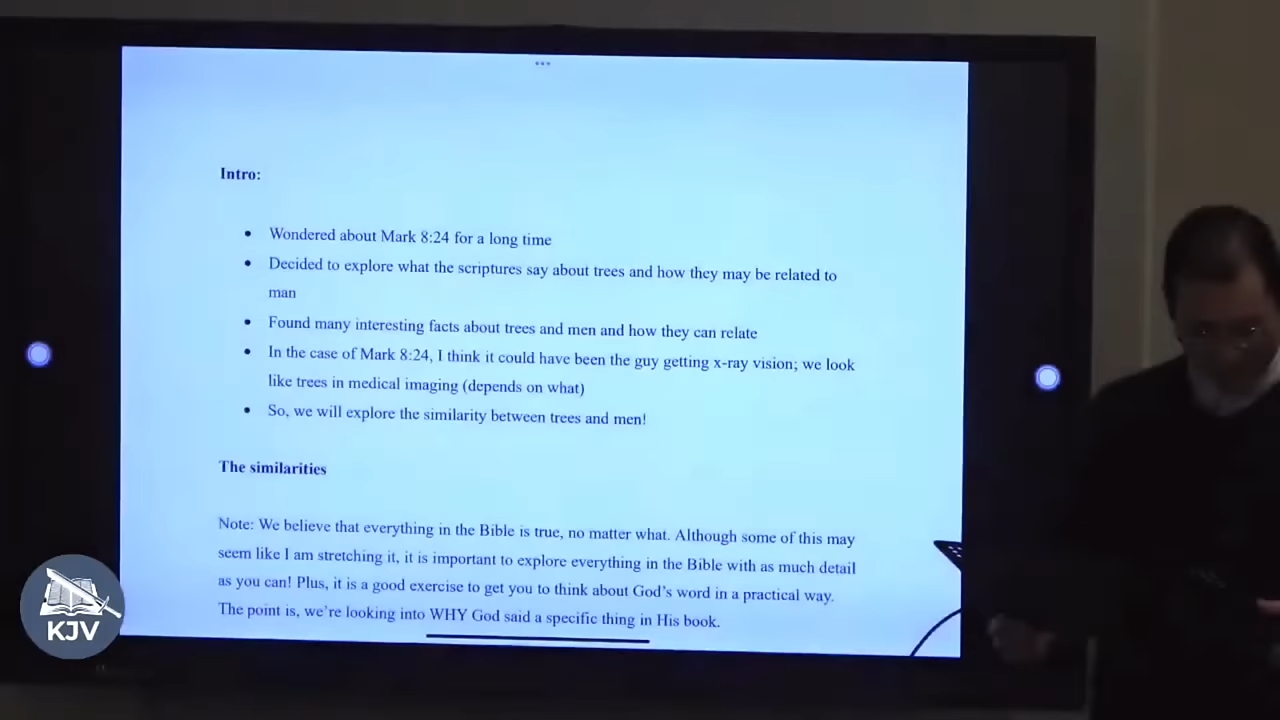 Intro:
• Wondered about Mark 8:24 for a long time
• Decided to explore what the scriptures say about trees and how they may be related to
man
• Found many interesting facts about trees and men and how they can relate
• In the case of Mark 8:24, I think it could have been the guy getting x-ray vision; we look
like trees in medical imaging (depends on what)
• So, we will explore the similarity between trees and men!
The similarities
Note: We believe that everything in the Bible is true, no matter what. Although some of this may
seem like I am stretching it, it is important to explore everything in the Bible with as much detail
as you can! Plus, it is a good exercise to get you to think about God's word in a practical way.
The point is, we're looking into WHY God said a specific thing in His book.
KJV